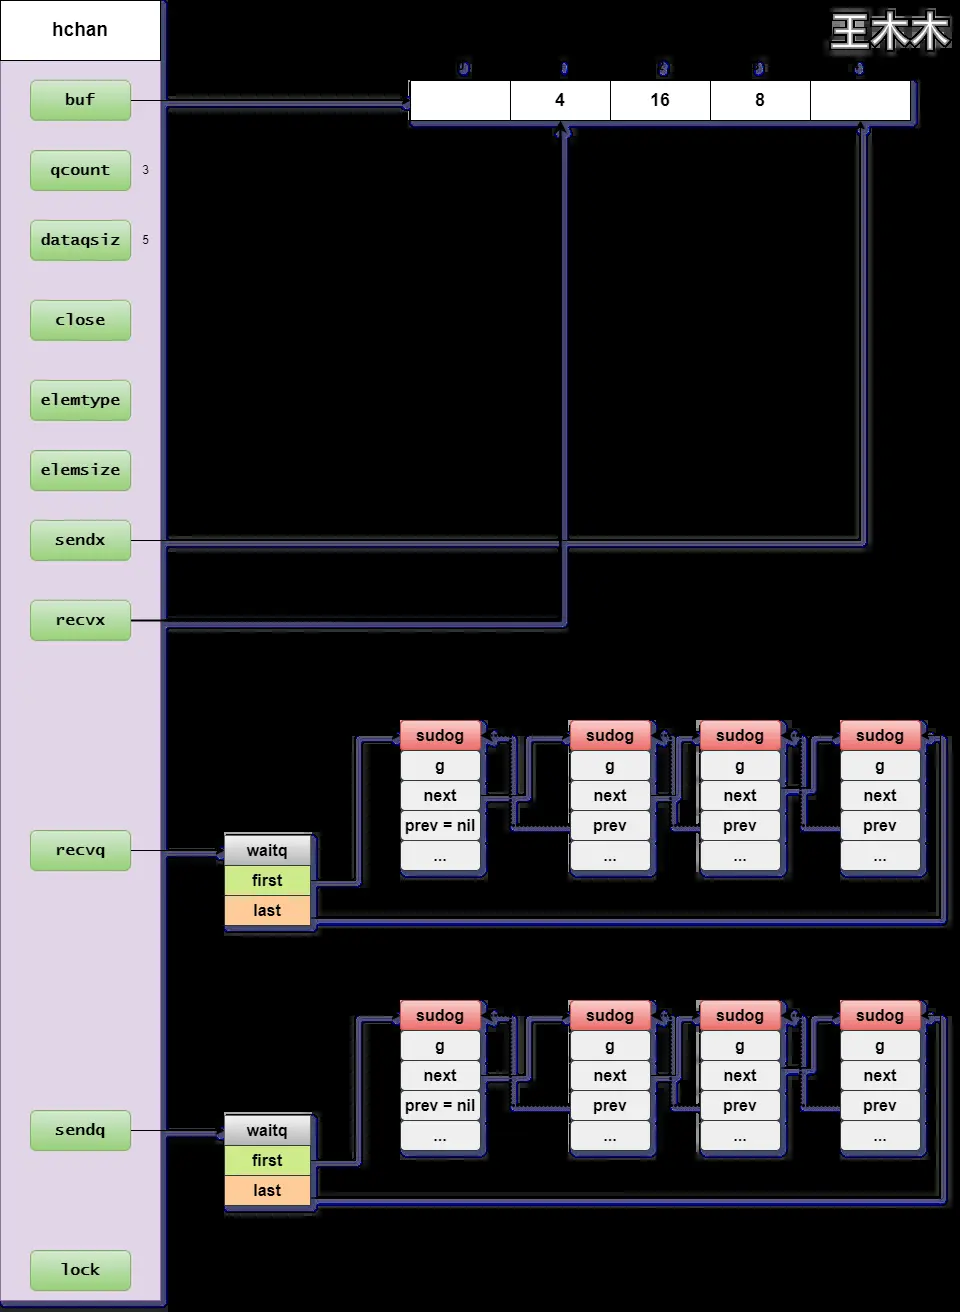 hchan
王木木
buf
4 16 8
qcount 3
dataqsiz 5
close
elemtype
elemsize
sendx
recvx
sudog sudog sudog sudog
g g g g
next next next next
prev = nil prev prev prev
... ... ... ...
recvq
waitq
first
last
sudog sudog sudog sudog
g g g g
next next next next
prev = nil prev prev prev
... ... ... ...
sendq
waitq
first
last
lock